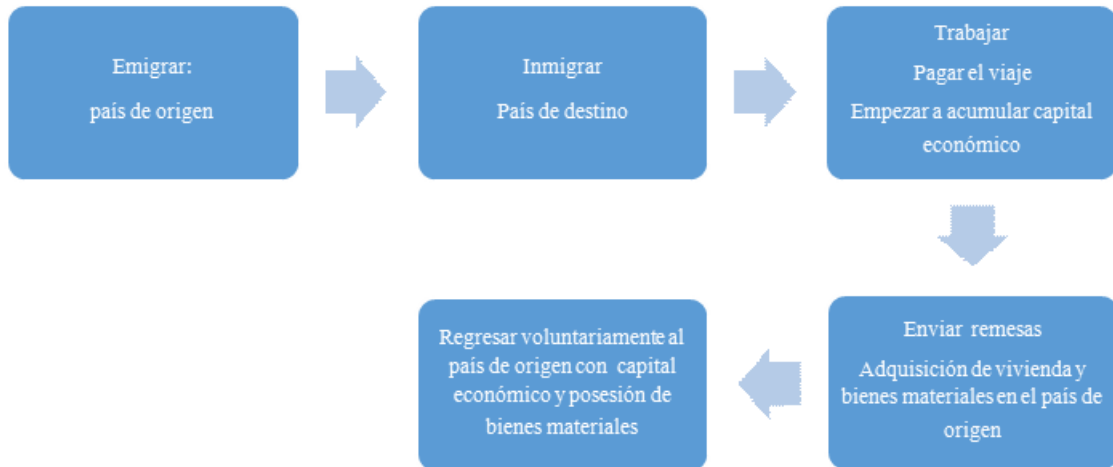 Emigrar:
país de origen
Inmigrar
País de destino
Trabajar
Pagar el viaje
Empezar a acumular capital
económico
Enviar remesas
Adquisición de vivienda y
bienes materiales en el país de
origen
Regresar voluntariamente al
país de origen con capital
económico y posesión de
bienes materiales